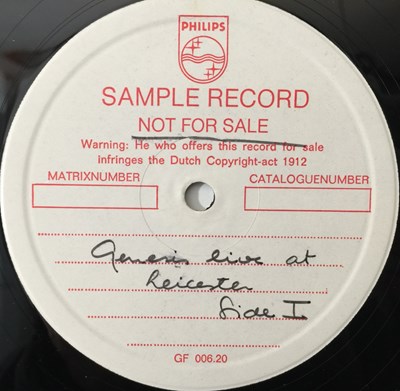 PHILIPS
SAMPLE RECORD
NOT FOR SALE
Warning: He who offers this record for sale
infringes the Dutch Copyright-act 1912
MATRIXNUMBER CATALOGUENUMBER
Genesis live at
Leicester
Side I
GF 006.20